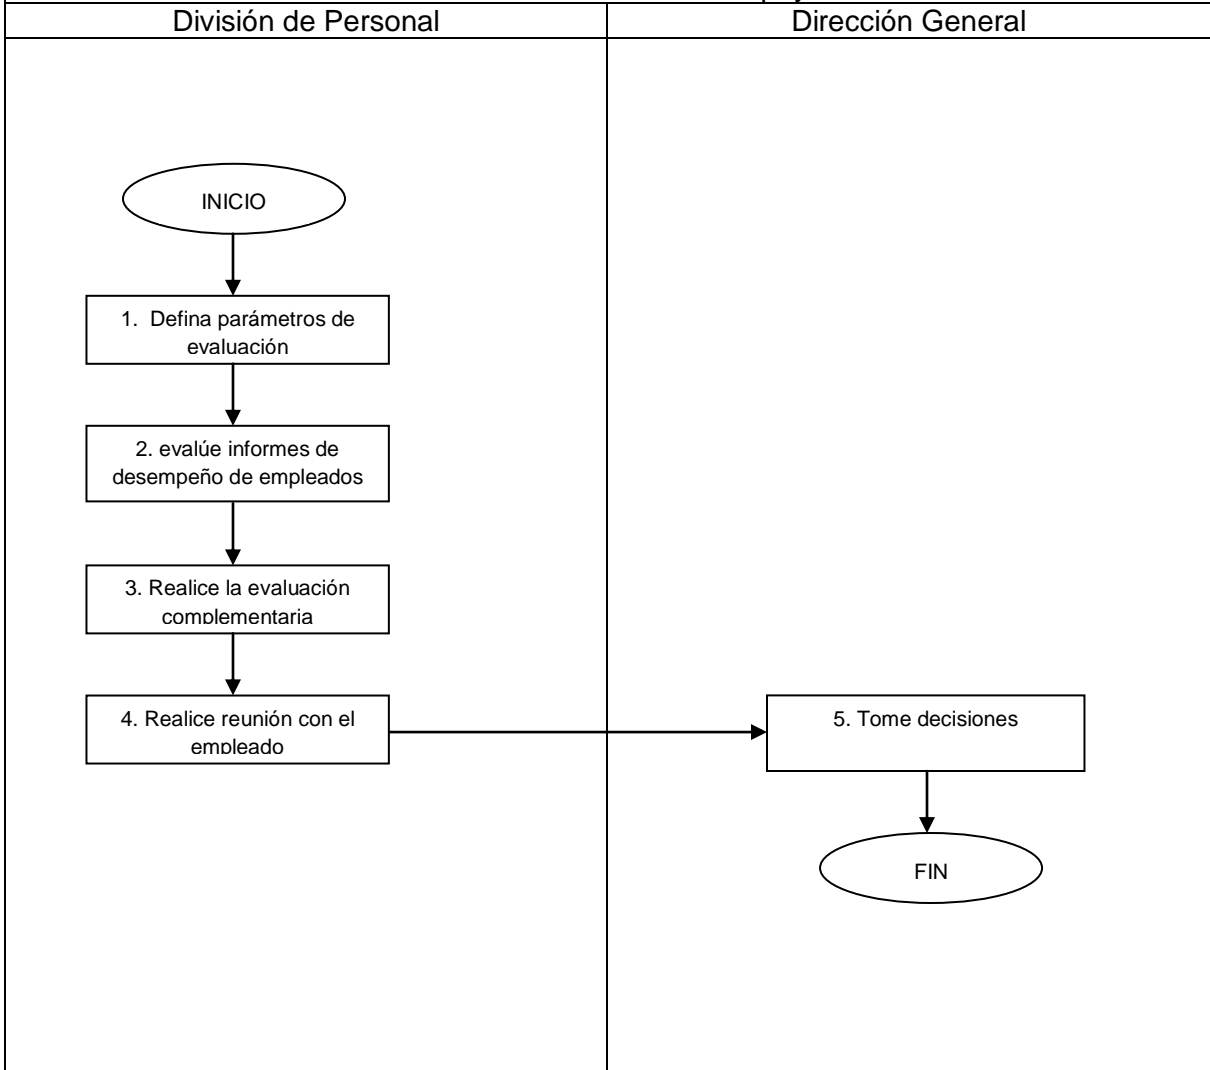 División de Personal
Dirección General
INICIO
1. Defina parámetros de
evaluación
2. evalúe informes de
desempeño de empleados
3. Realice la evaluación
complementaria
4. Realice reunión con el
empleado
5. Tome decisiones
FIN